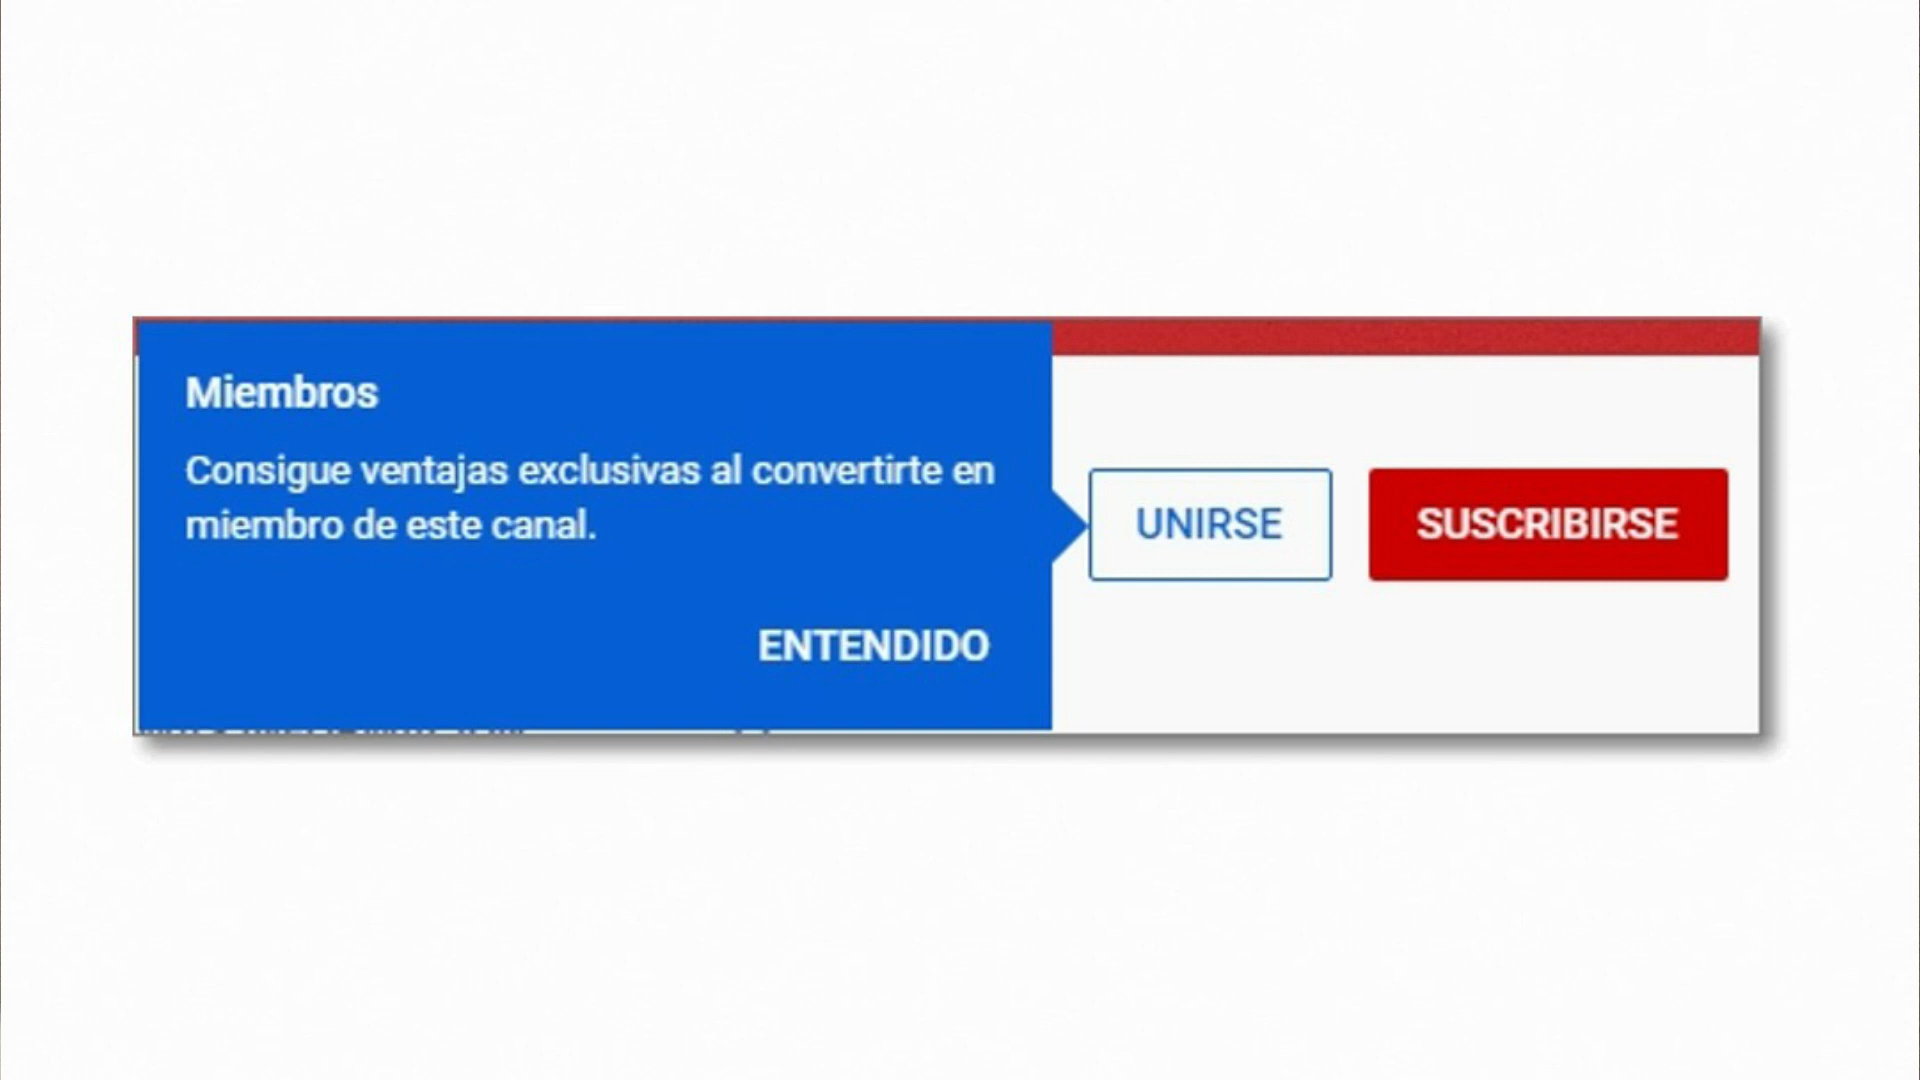 Miembros
Consigue ventajas exclusivas al convertirte en
miembro de este canal.
ENTENDIDO
UNIRSE
SUSCRIBIRSE